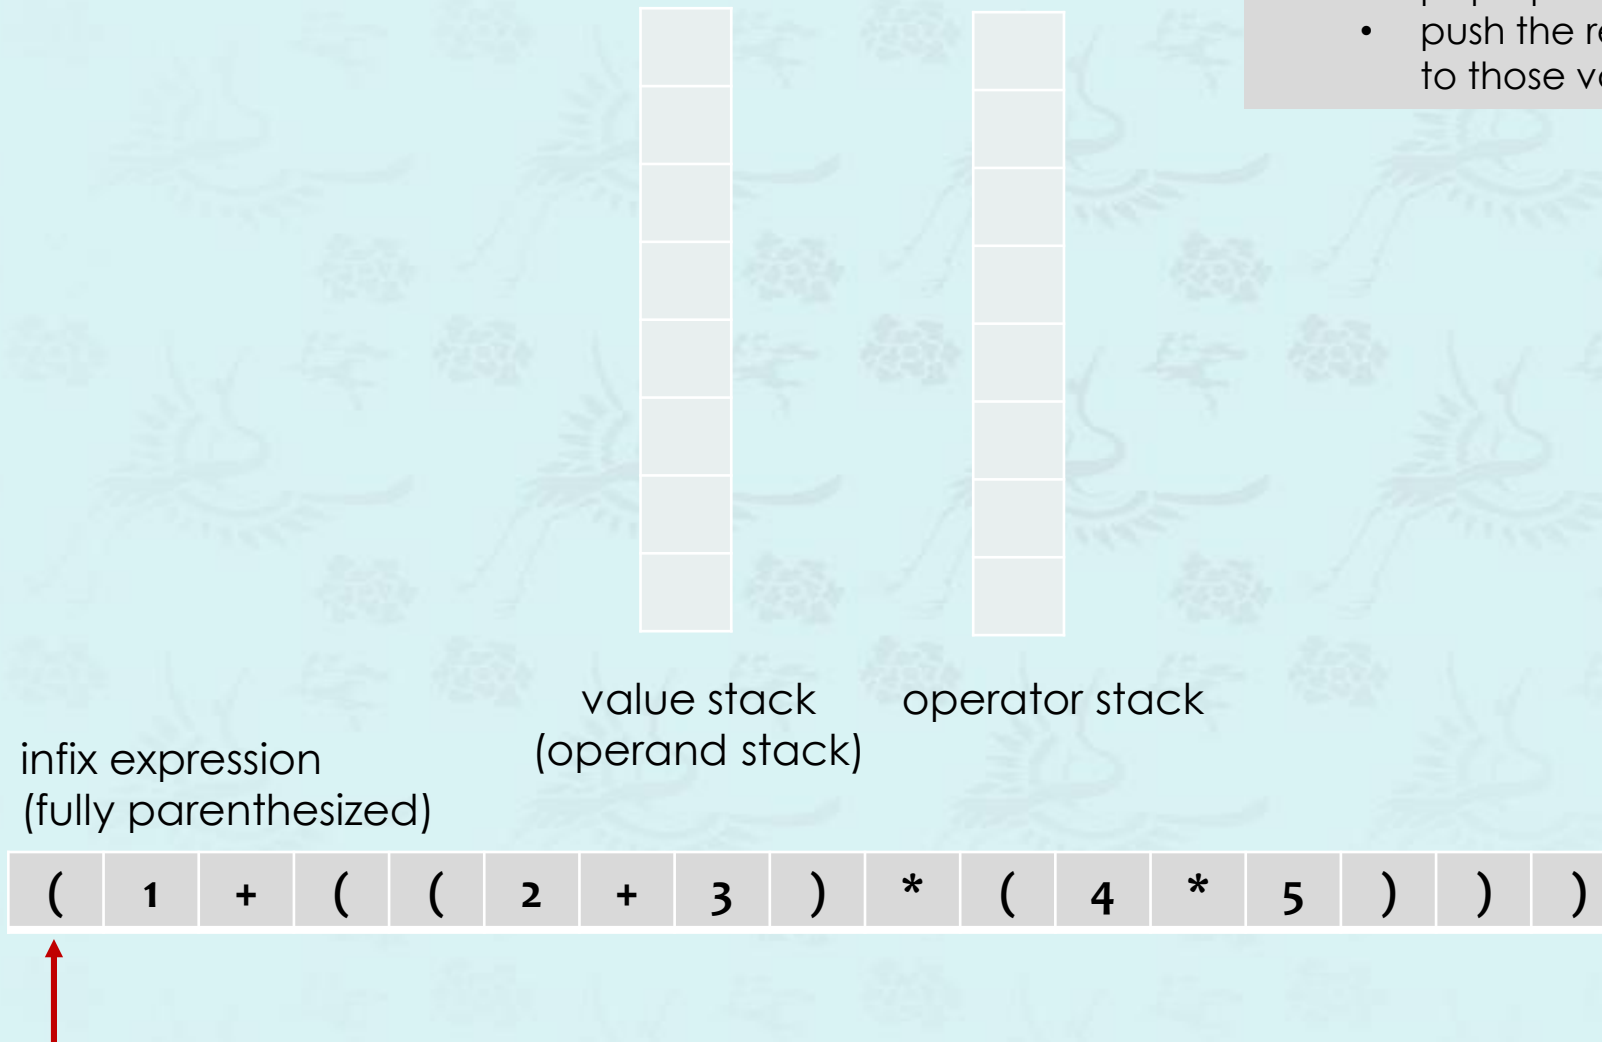 •
push the re
to those v
value stack
(operand stack)
operator stack
infix expression
(fully parenthesized)
( 1 + ( ( 2 + 3 ) * ( 4 * 5 ) ) )